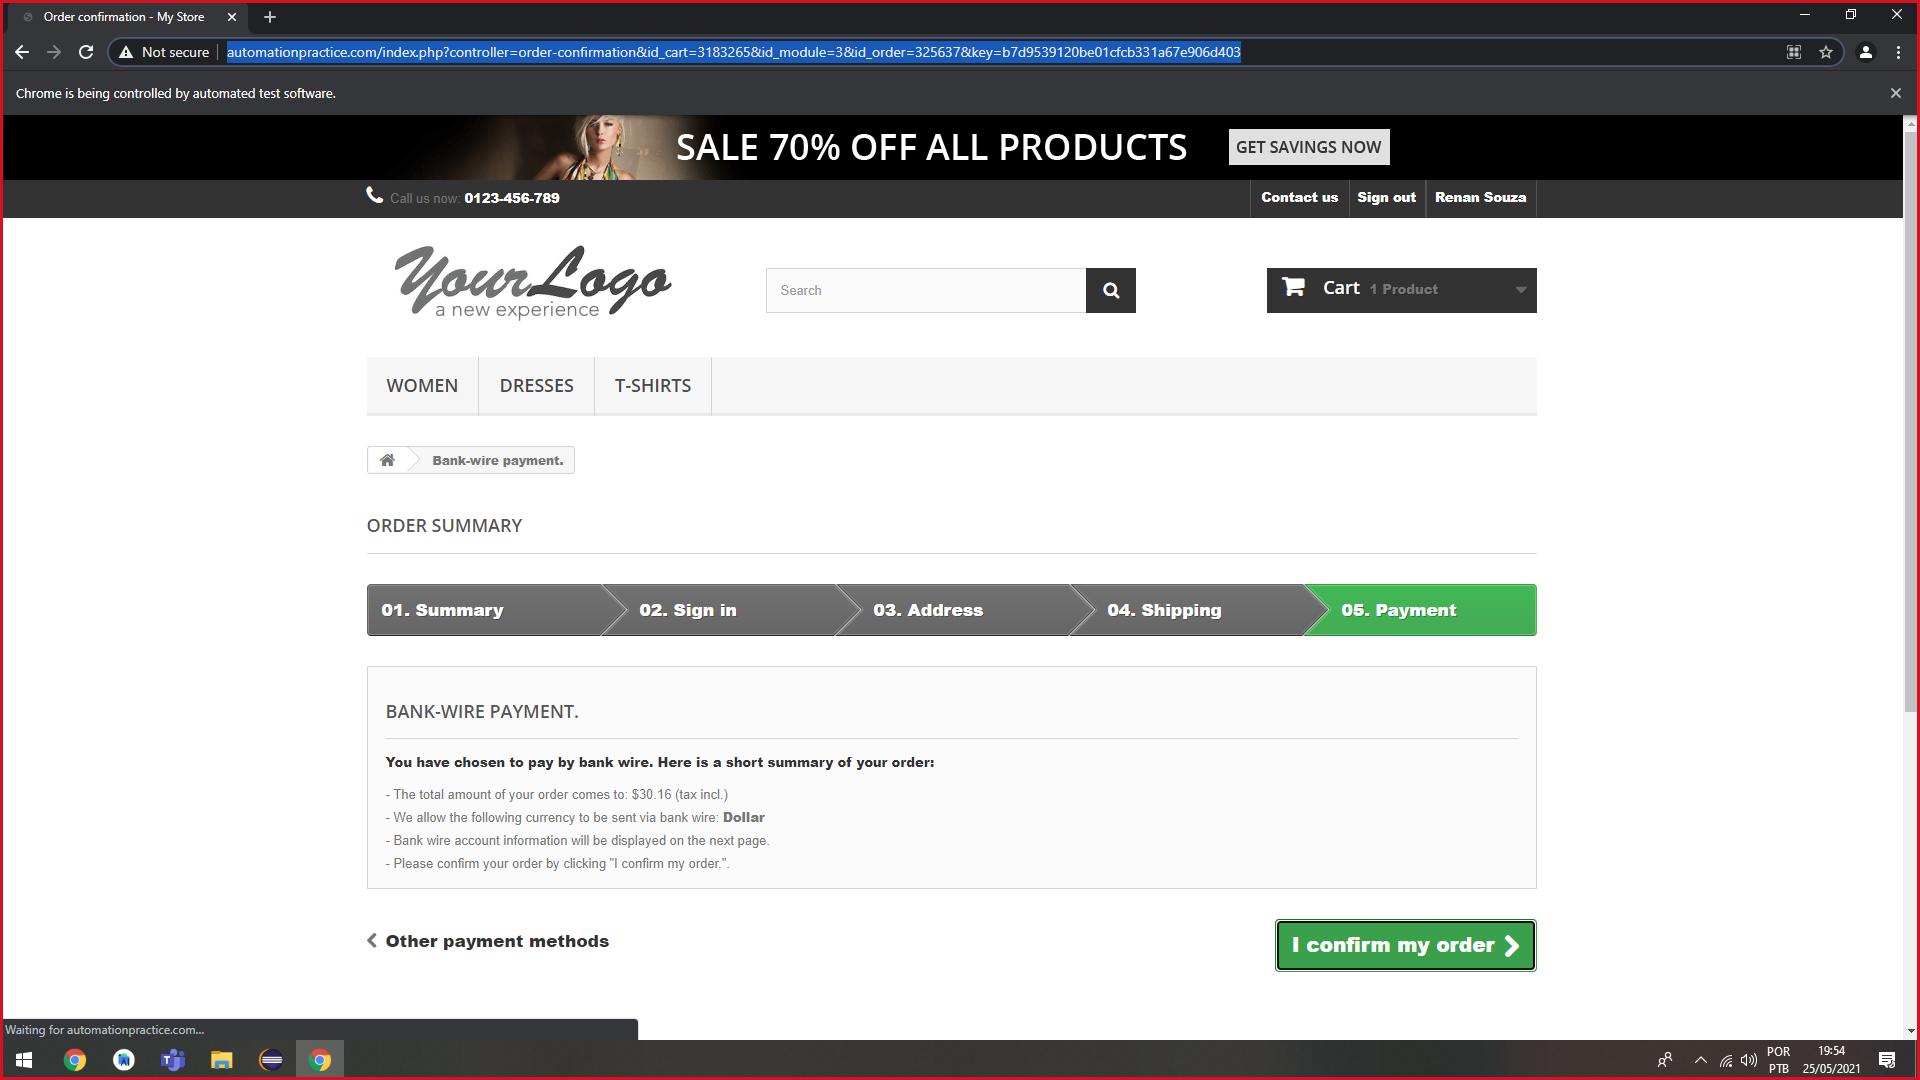 Order confirmation - My Store
Not secure
automationpractice.com/index.php?controller=order-confirmation&id_cart=3183265&id_module=3&id_order=325637&key=b7d9539120be01cfcb331a67e906d403
Chrome is being controlled by automated test software.
SALE 70% OFF ALL PRODUCTS
GET SAVINGS NOW
Call us now: 0123-456-789
Contact us
Sign out
Renan Souza
YourLogo
a new experience
Search
Cart 1 Product
WOMEN
DRESSES
T-SHIRTS
Bank-wire payment.
ORDER SUMMARY
01. Summary
02. Sign in
03. Address
04. Shipping
05. Payment
BANK-WIRE PAYMENT.
You have chosen to pay by bank wire. Here is a short summary of your order:
- The total amount of your order comes to: $30.16 (tax incl.)
- We allow the following currency to be sent via bank wire: Dollar
- Bank wire account information will be displayed on the next page.
- Please confirm your order by clicking "I confirm my order.".
Other payment methods
I confirm my order
Waiting for automationpractice.com...
POR
PTB
19:54
25/05/2021